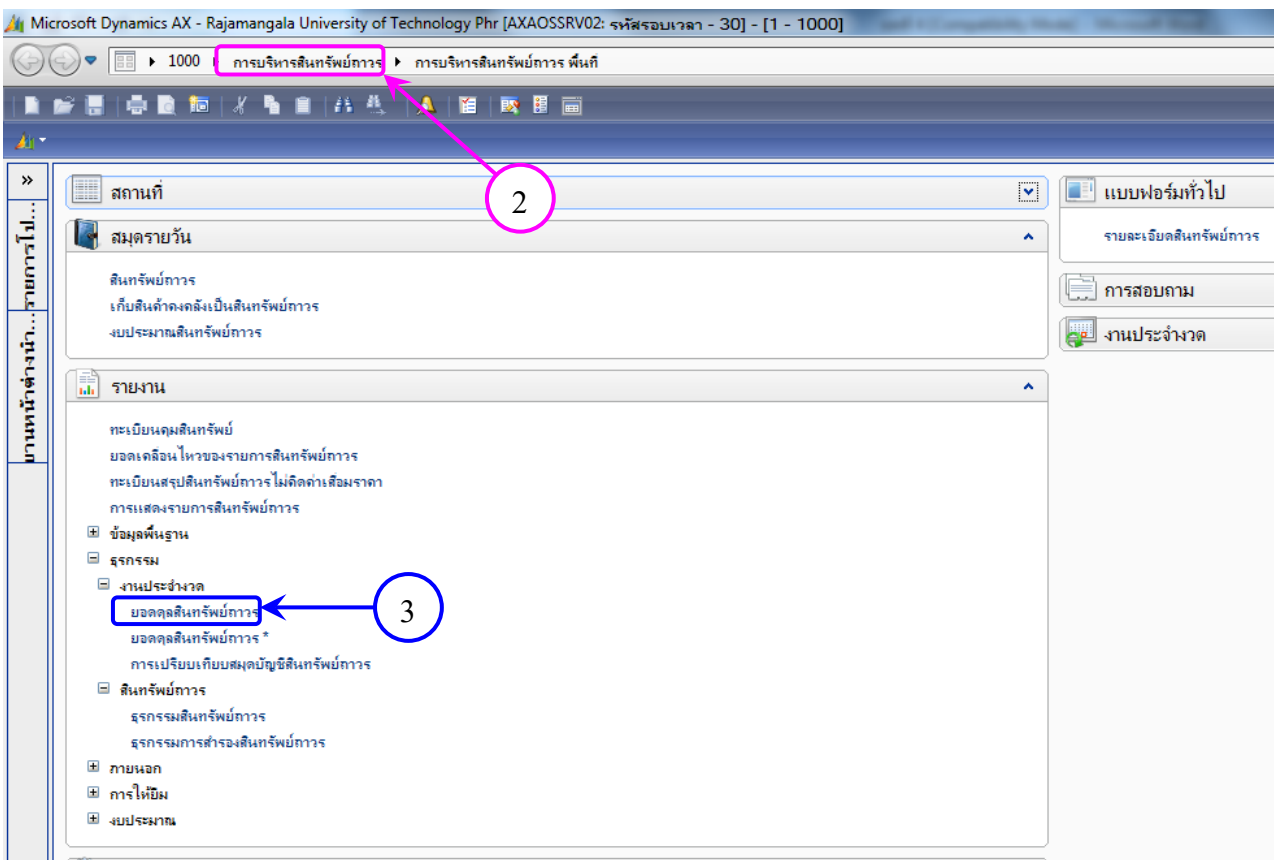 Microsoft Dynamics AX - Rajamangala University of Technology Phr [AXAOSSRV02: รหัสรอบเวลา - 30] - [1 - 1000]
1000 การบริหารสินทรัพย์ถาวร การบริหารสินทรัพย์ถาวร พื้นที่
สถานที่
2
สมุดรายวัน
สินทรัพย์ถาวร
เก็บสินค้าคงคลังเป็นสินทรัพย์ถาวร
งบประมาณสินทรัพย์ถาวร
รายงาน
ทะเบียนคุมสินทรัพย์
ยอดเคลื่อนไหวของรายการสินทรัพย์ถาวร
ทะเบียนสรุปสินทรัพย์ถาวรไม่คิดค่าเสื่อมราคา
การแสดงรายการสินทรัพย์ถาวร
ข้อมูลพื้นฐาน
ธุรกรรม
งานประจำงวด
ยอดดุลสินทรัพย์ถาวร
3
ยอดดุลสินทรัพย์ถาวร *
การเปรียบเทียบสมุดบัญชีสินทรัพย์ถาวร
สินทรัพย์ถาวร
ธุรกรรมสินทรัพย์ถาวร
ธุรกรรมการสำรองสินทรัพย์ถาวร
ภายนอก
การให้ยืม
งบประมาณ
แบบฟอร์มทั่วไป
รายละเอียดสินทรัพย์ถาวร
การสอบถาม
งานประจำงวด
รายการโป...
บานหน้าต่างนำ...